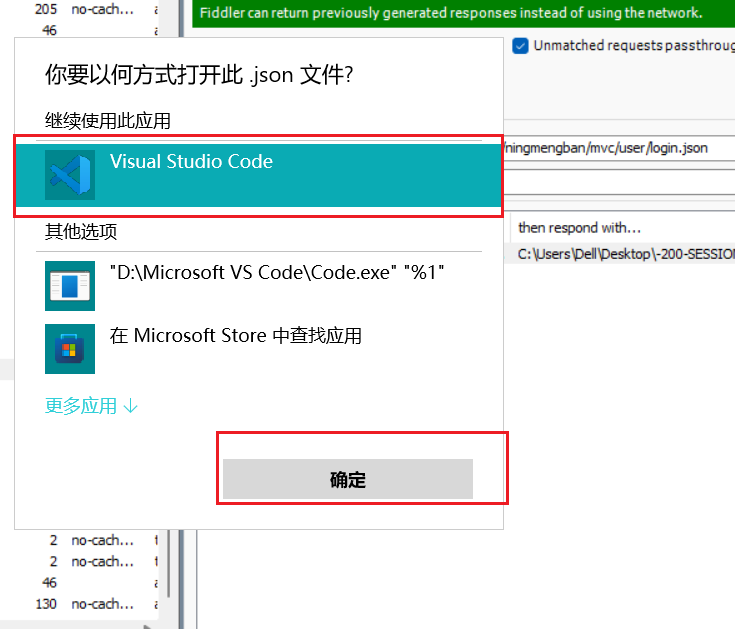 205 no-cach...
Fiddler can return previously generated responses instead of using the network.
46
Unmatched requests passthroug
你要以何方式打开此 .json 文件?
继续使用此应用
/ningmengban/mvc/user/login.json
Visual Studio Code
then respond with...
其他选项
C:\Users\Dell\Desktop\-200-SESSION
"D:\Microsoft VS Code\Code.exe" "%1"
在 Microsoft Store 中查找应用
更多应用 ↓
确定
2 no-cach...
2 no-cach...
46
130 no-cach...